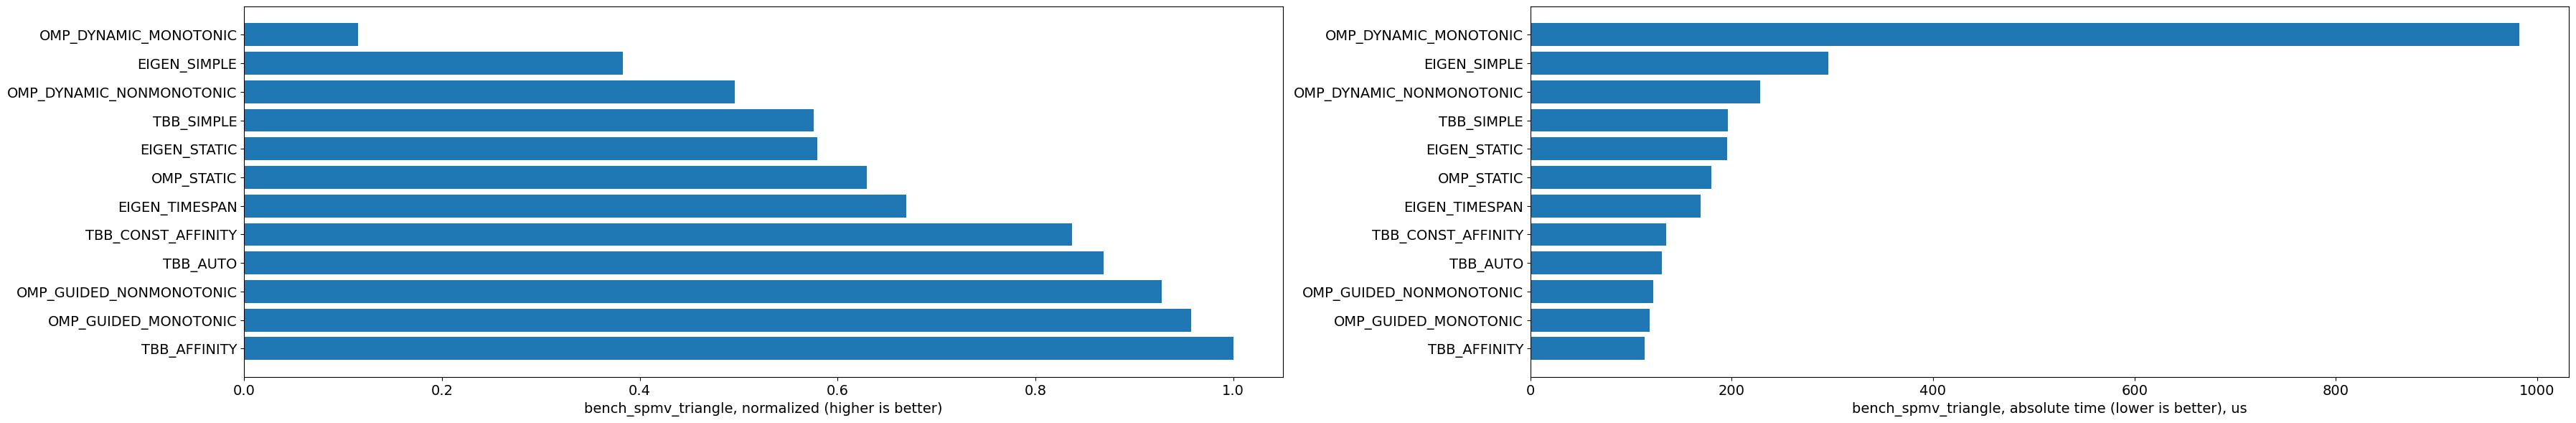 OMP_DYNAMIC_MONOTONIC
EIGEN_SIMPLE
OMP_DYNAMIC_NONMONOTONIC
TBB_SIMPLE
EIGEN_STATIC
OMP_STATIC
EIGEN_TIMESPAN
TBB_CONST_AFFINITY
TBB_AUTO
OMP_GUIDED_NONMONOTONIC
OMP_GUIDED_MONOTONIC
TBB_AFFINITY
0.0 0.2 0.4 0.6 0.8 1.0
bench_spmv_triangle, normalized (higher is better)
OMP_DYNAMIC_MONOTONIC
EIGEN_SIMPLE
OMP_DYNAMIC_NONMONOTONIC
TBB_SIMPLE
EIGEN_STATIC
OMP_STATIC
EIGEN_TIMESPAN
TBB_CONST_AFFINITY
TBB_AUTO
OMP_GUIDED_NONMONOTONIC
OMP_GUIDED_MONOTONIC
TBB_AFFINITY
0 200 400 600 800 1000
bench_spmv_triangle, absolute time (lower is better), us